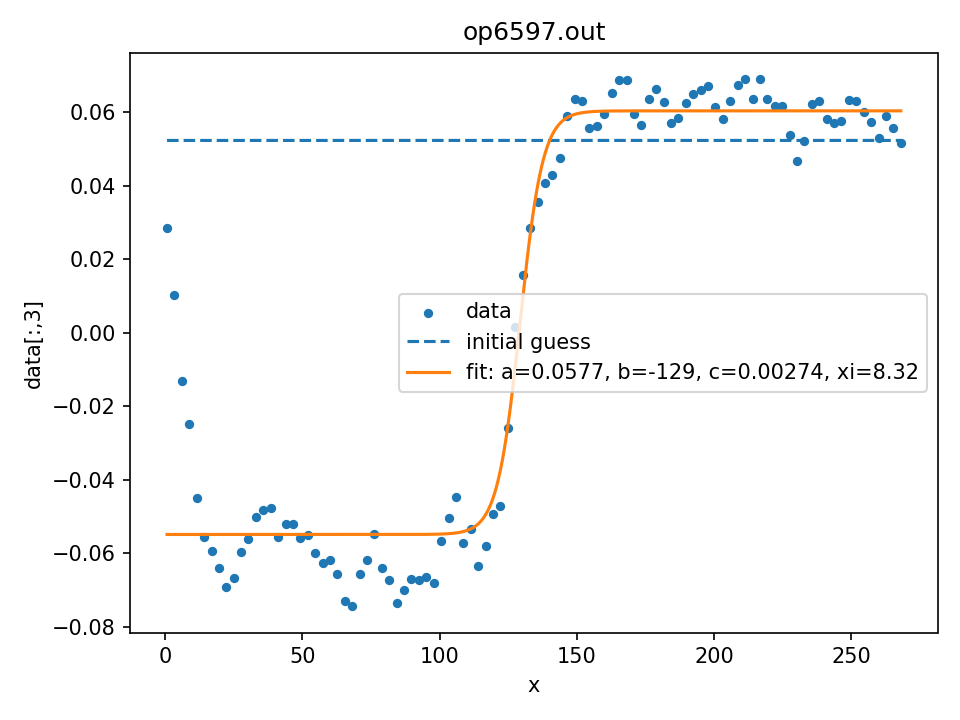 op6597.out
data[:,3]
0.06
0.04
0.02
0.00
−0.02
−0.04
−0.06
−0.08
data
initial guess
fit: a=0.0577, b=-129, c=0.00274, xi=8.32
0 50 100 150 200 250
x